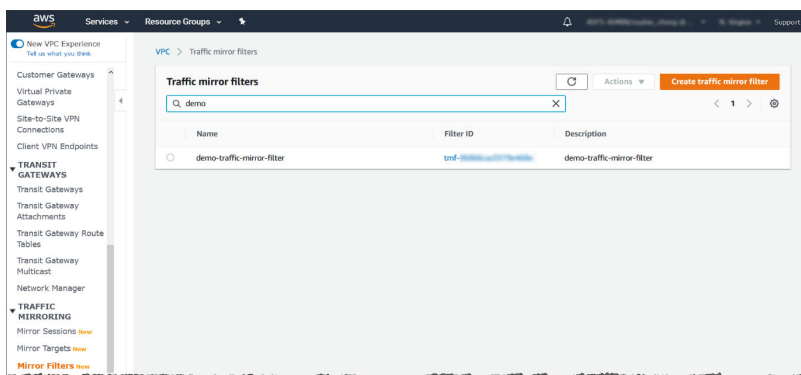 aws Services Resource Groups Support
New VPC Experience
Tell us what you think
Customer Gateways
Virtual Private
Gateways
Site-to-Site VPN
Connections
Client VPN Endpoints
TRANSIT
GATEWAYS
Transit Gateways
Transit Gateway
Attachments
Transit Gateway Route
Tables
Transit Gateway
Multicast
Network Manager
TRAFFIC
MIRRORING
Mirror Sessions New
Mirror Targets New
Mirror Filters New
VPC > Traffic mirror filters
Traffic mirror filters
Actions
Create traffic mirror filter
demo
1
Name Filter ID Description
demo-traffic-mirror-filter tmf- demo-traffic-mirror-filter